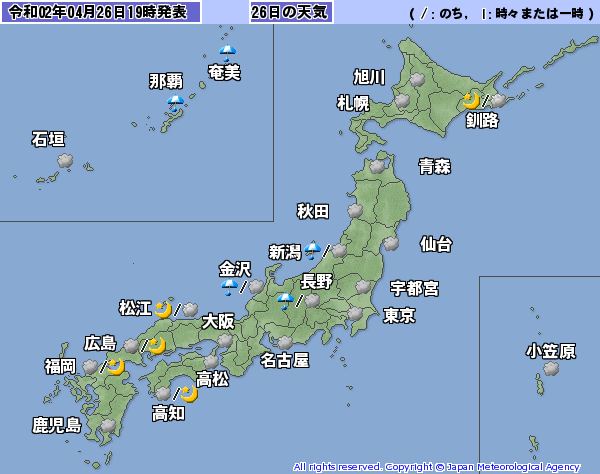 令和02年04月26日19時発表 26日の天気 ( / : のち， | : 時々または一時 )
奄美
那覇
石垣
旭川
札幌
釧路
青森
秋田
仙台
新潟
金沢
長野
宇都宮
松江
大阪
東京
広島
名古屋
福岡
高松
高知
鹿児島
小笠原
All rights reserved. Copyright © Japan Meteorological Agency